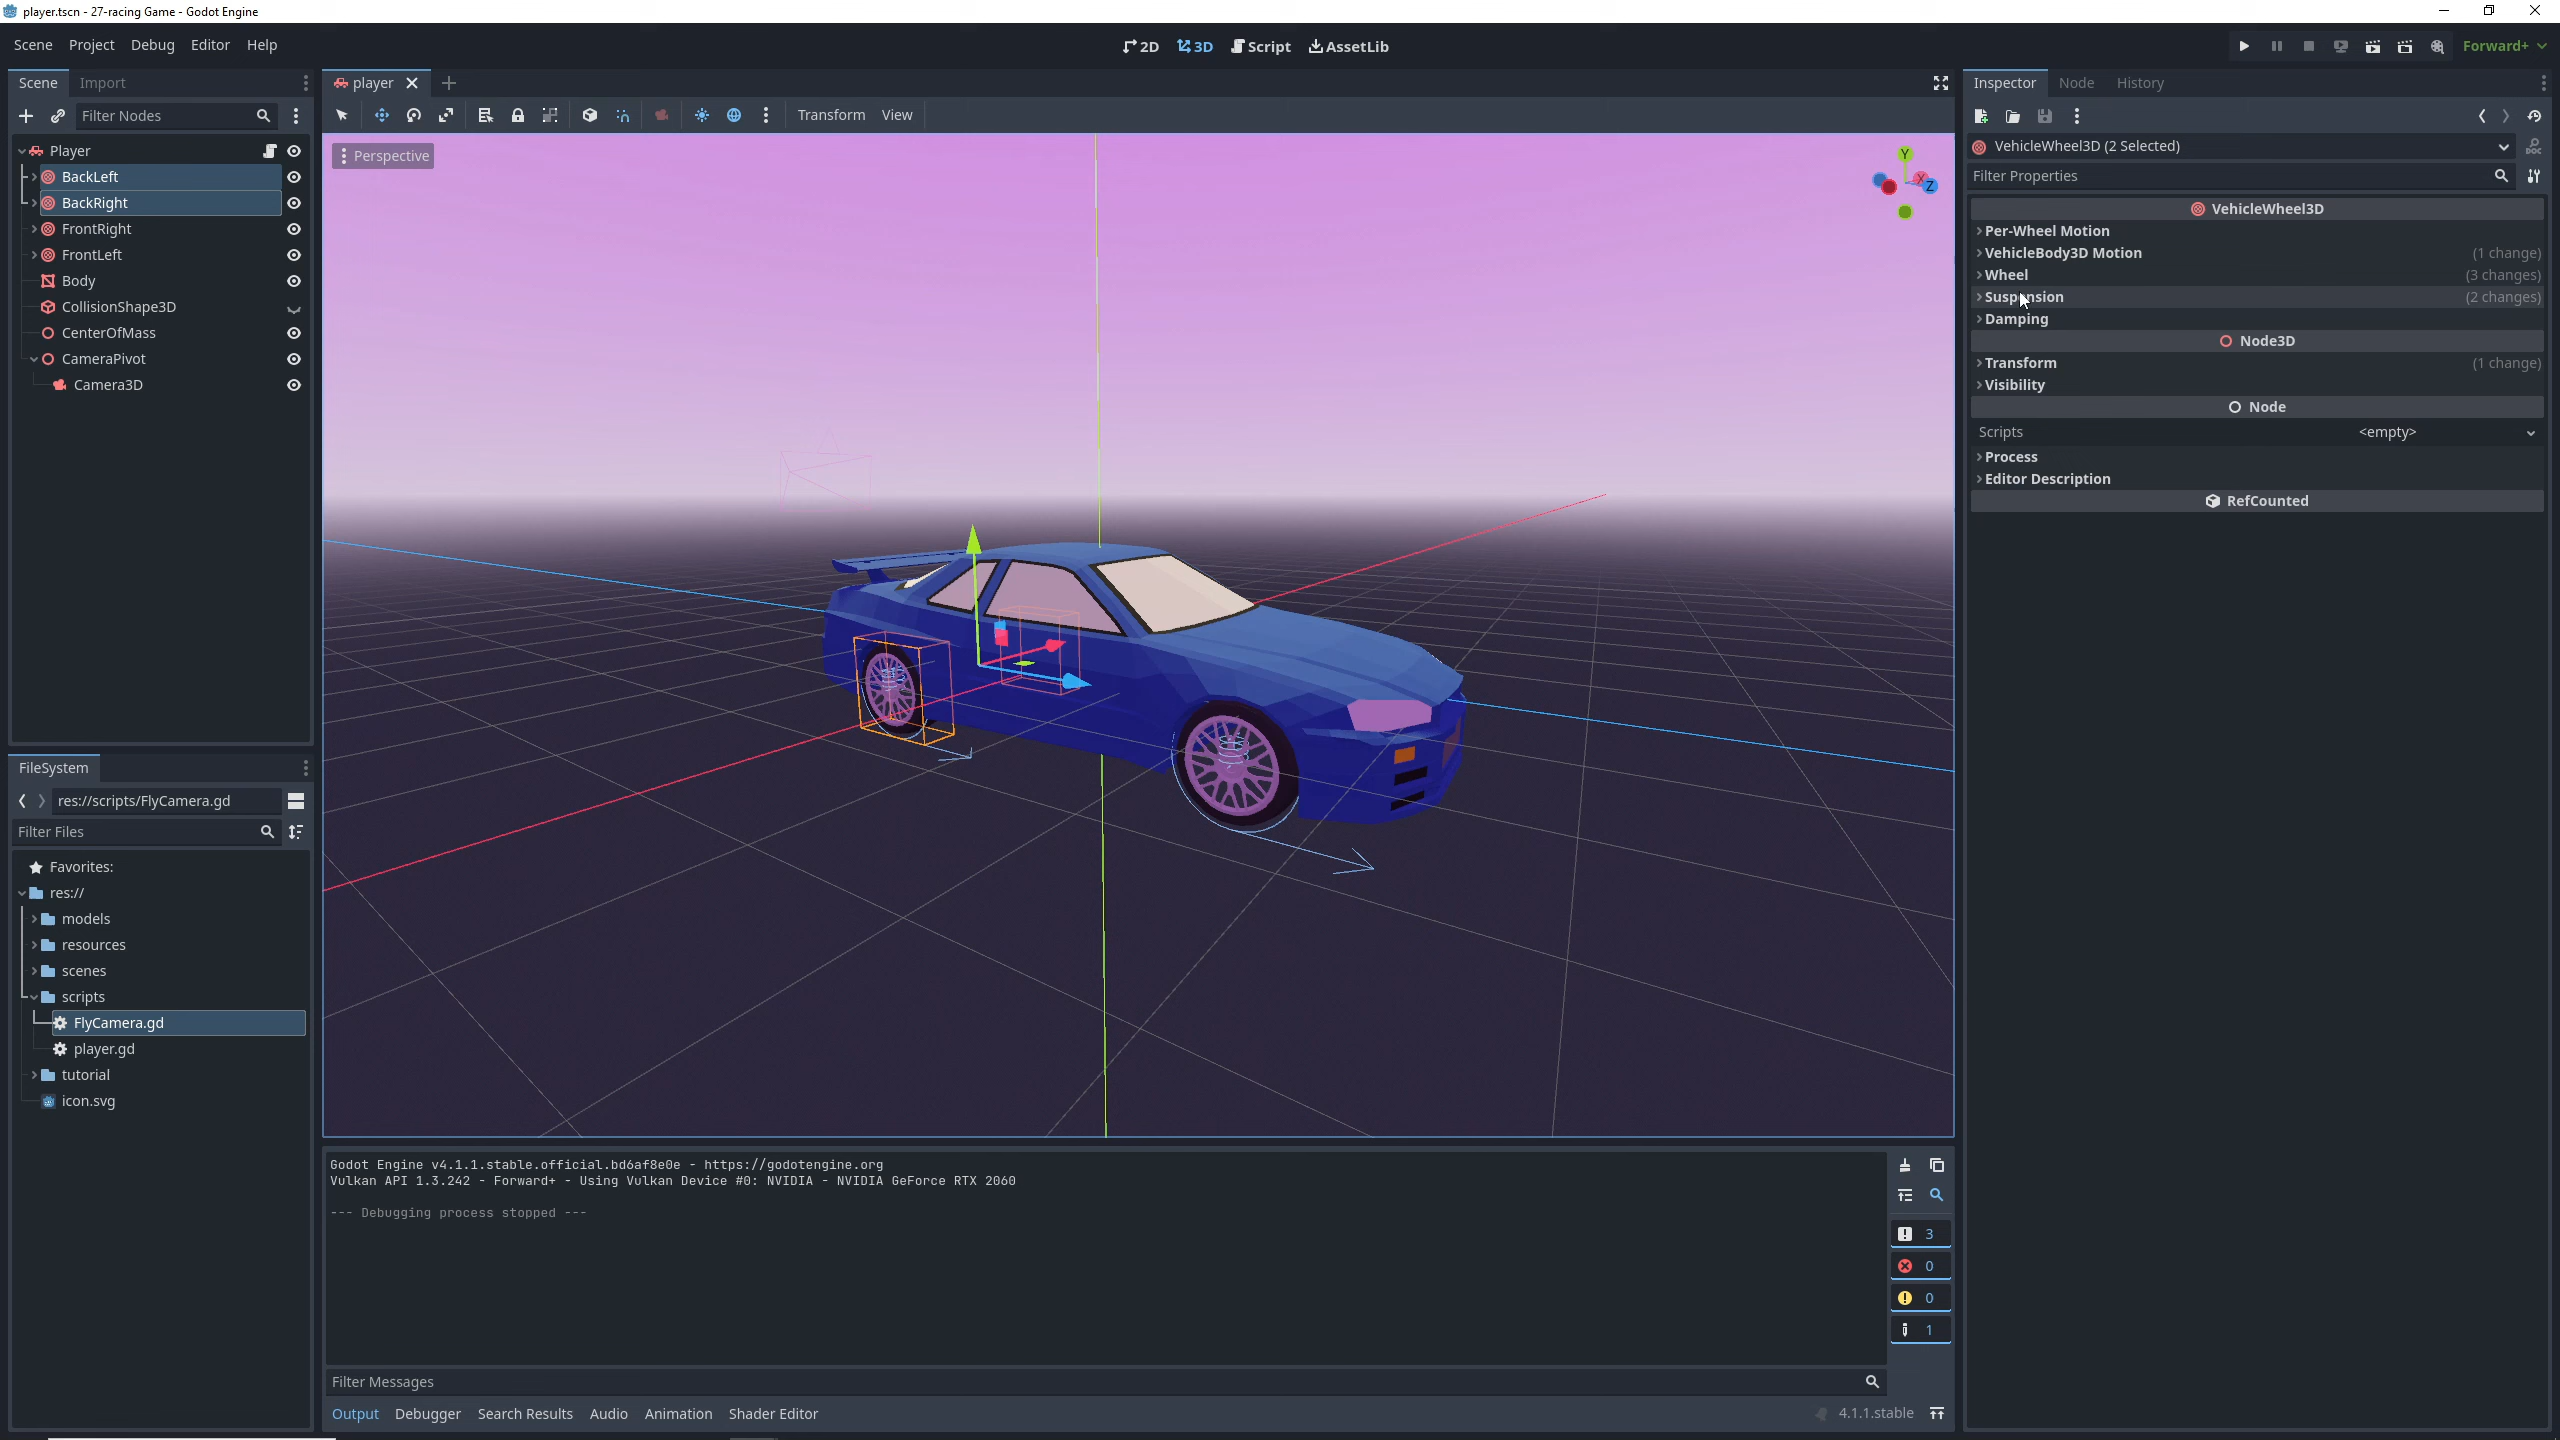 player.tscn - 27-racing Game - Godot Engine
Scene Project Debug Editor Help
2D 3D Script AssetLib
Forward+
Scene Import
Filter Nodes
Player
BackLeft
BackRight
FrontRight
FrontLeft
Body
CollisionShape3D
CenterOfMass
CameraPivot
Camera3D
FileSystem
res://scripts/FlyCamera.gd
Filter Files
Favorites:
res://
models
resources
scenes
scripts
FlyCamera.gd
player.gd
tutorial
icon.svg
player
Transform View
Perspective
Y
X
Z
Godot Engine v4.1.1.stable.official.bd6af8e0e - https://godotengine.org
Vulkan API 1.3.242 - Forward+ - Using Vulkan Device #0: NVIDIA - NVIDIA GeForce RTX 2060
--- Debugging process stopped ---
3
0
0
1
Filter Messages
Output Debugger Search Results Audio Animation Shader Editor
4.1.1.stable
Inspector Node History
VehicleWheel3D (2 Selected)
DOC
Filter Properties
VehicleWheel3D
Per-Wheel Motion
VehicleBody3D Motion (1 change)
Wheel (3 changes)
Suspension (2 changes)
Damping
Node3D
Transform (1 change)
Visibility
Node
Scripts <empty>
Process
Editor Description
RefCounted